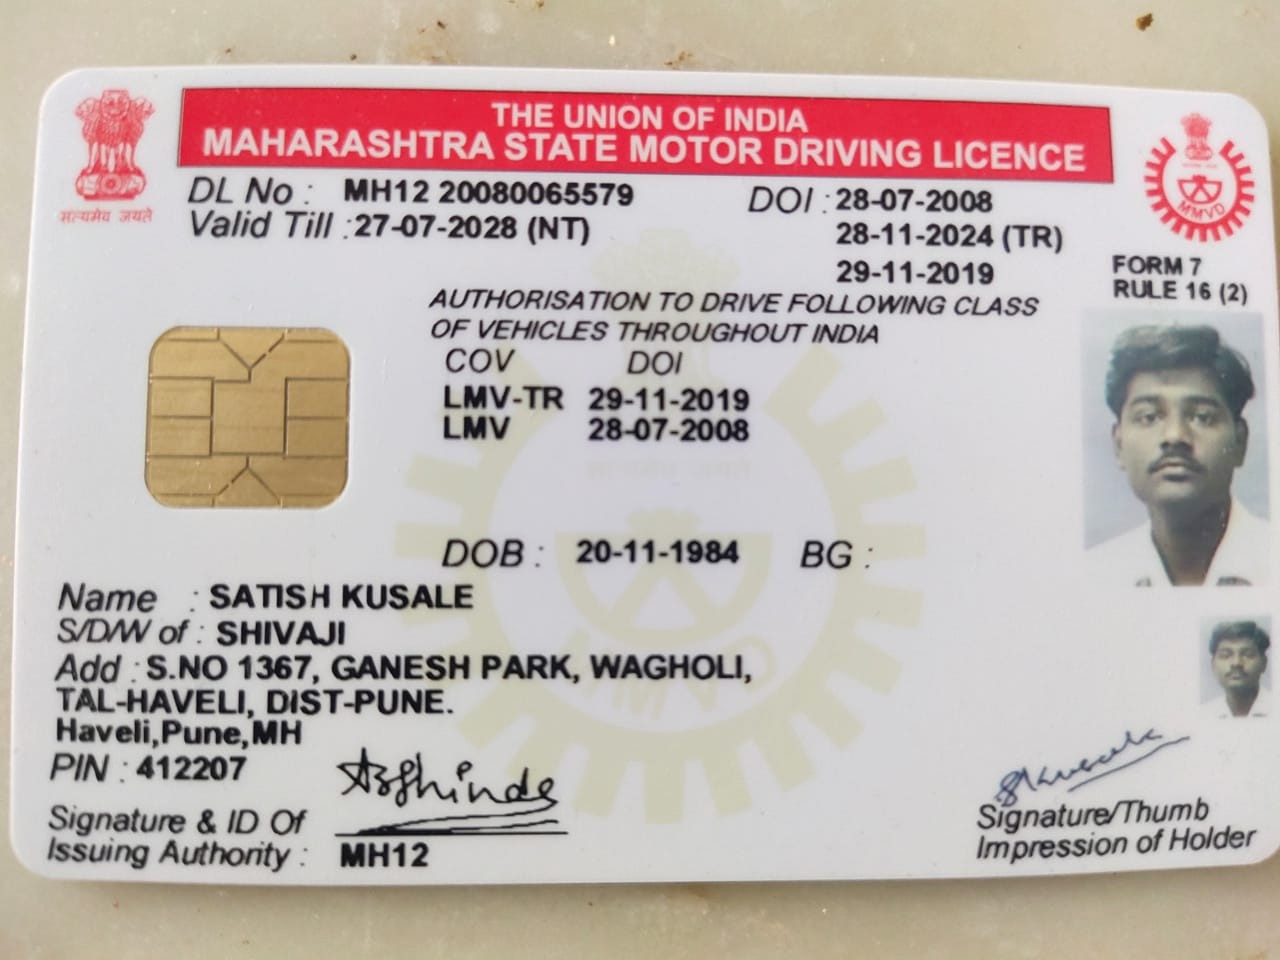 THE UNION OF INDIA
MAHARASHTRA STATE MOTOR DRIVING LICENCE
सत्यमेव जयते
MMVD
DL No : MH12 20080065579 DOI : 28-07-2008
Valid Till : 27-07-2028 (NT) 28-11-2024 (TR)
29-11-2019
FORM 7
RULE 16 (2)
AUTHORISATION TO DRIVE FOLLOWING CLASS
OF VEHICLES THROUGHOUT INDIA
COV DOI
LMV-TR 29-11-2019
LMV 28-07-2008
DOB : 20-11-1984 BG :
Name : SATISH KUSALE
S/D/W of : SHIVAJI
Add : S.NO 1367, GANESH PARK, WAGHOLI,
TAL-HAVELI, DIST-PUNE.
Haveli,Pune,MH
PIN : 412207
Signature & ID Of
Issuing Authority : MH12
Signature/Thumb
Impression of Holder